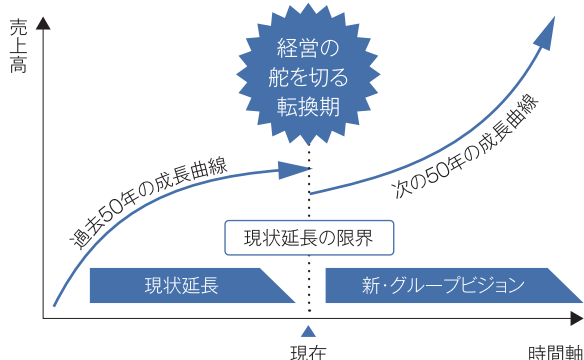 売上高
経営の
舵を切る
転換期
過去50年の成長曲線
次の50年の成長曲線
現状延長の限界
現状延長
新・グループビジョン
現在
時間軸